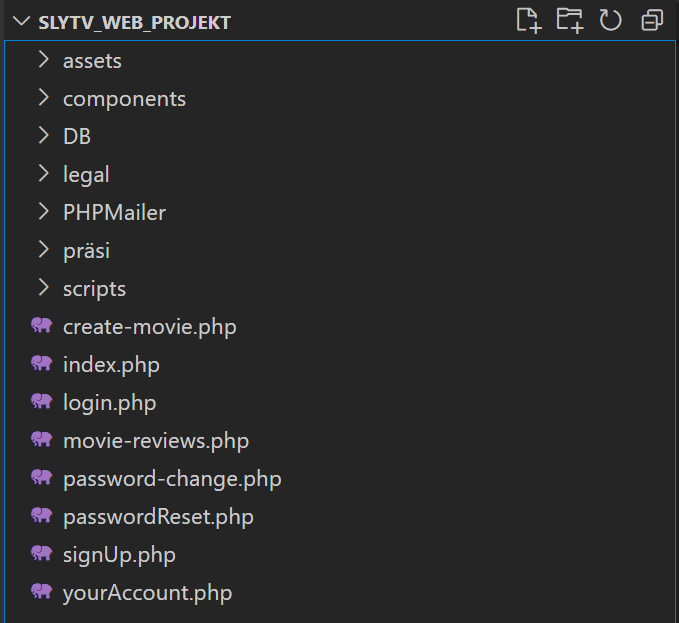 SLYTV_WEB_PROJEKT
assets
components
DB
legal
PHPMailer
präsi
scripts
create-movie.php
index.php
login.php
movie-reviews.php
password-change.php
passwordReset.php
signUp.php
yourAccount.php